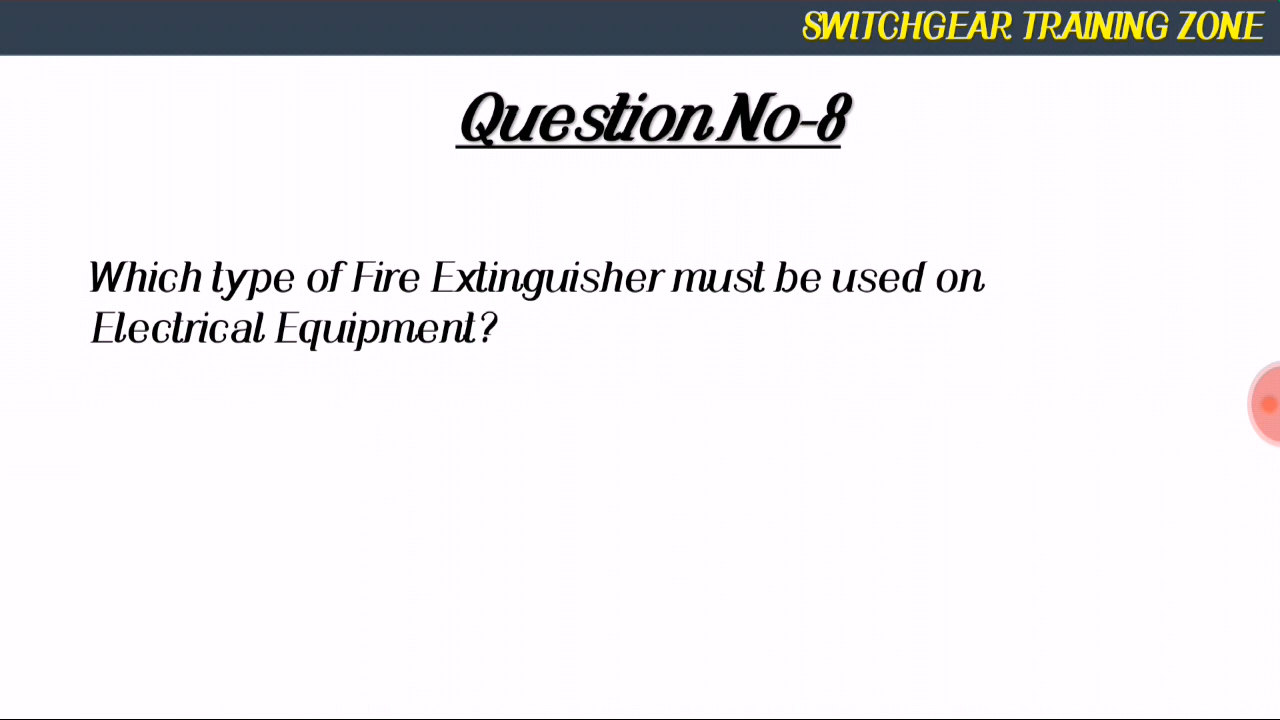 SWITCHGEAR TRAINING ZONE
Question No-8
Which type of Fire Extinguisher must be used on
Electrical Equipment?